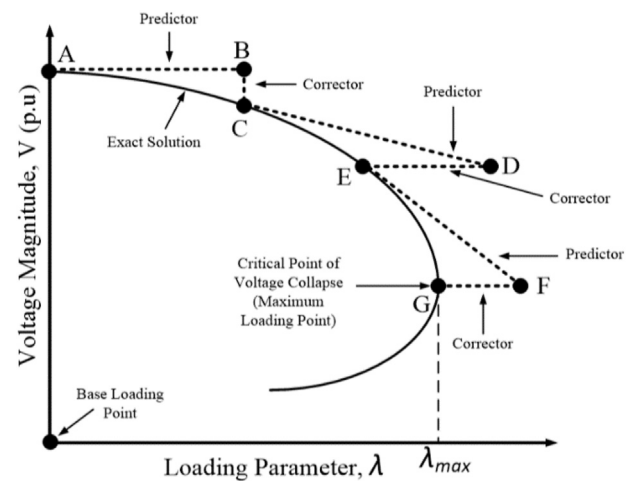 Predictor
A
B
Corrector
Predictor
C
Exact Solution
D
E
Corrector
Predictor
Critical Point of
Voltage Collapse
(Maximum
Loading Point)
F
G
Corrector
Base Loading
Point
Voltage Magnitude, V (p.u)
Loading Parameter, λ
λmax